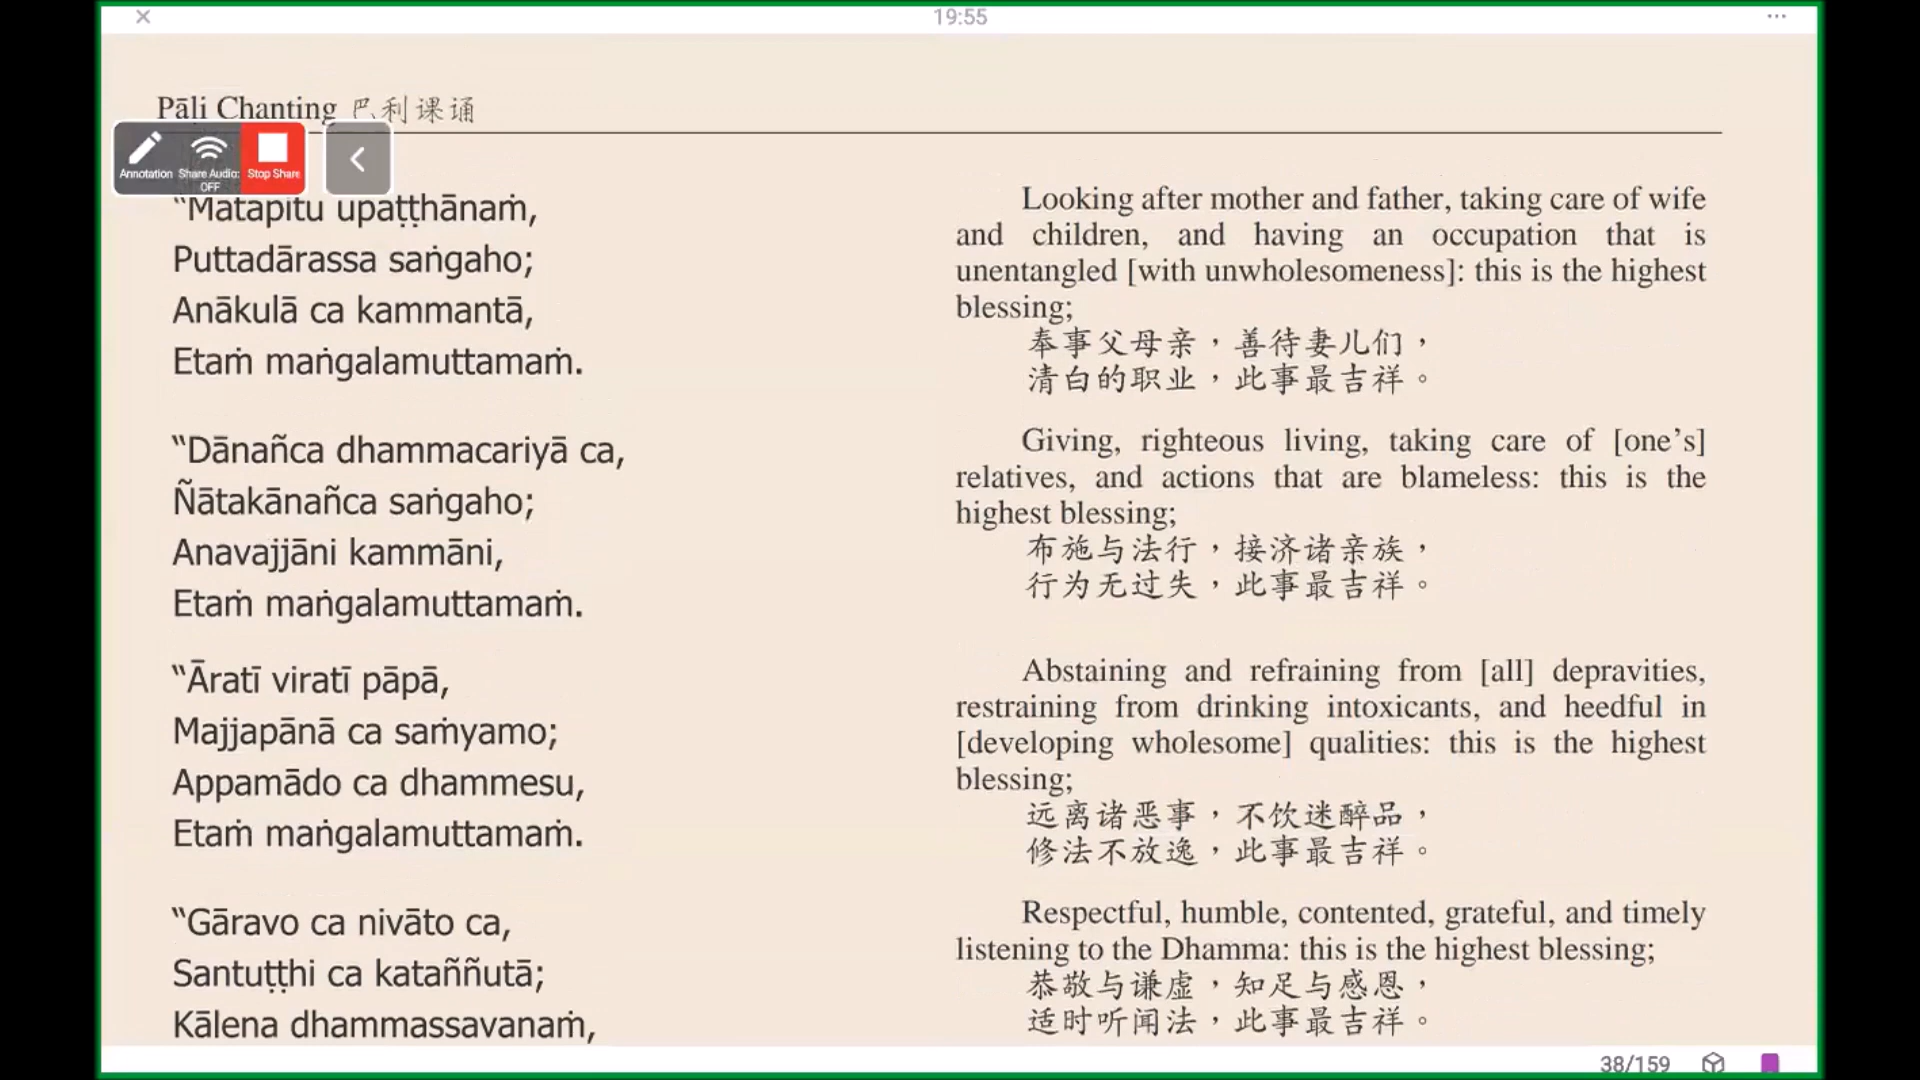 19:55
Pāli Chanting 巴利课诵
Annotation
Share Audio: OFF
Stop Share
“Mātāpitu upaṭṭhānaṁ,
Puttadārassa saṅgaho;
Anākulā ca kammantā,
Etaṁ maṅgalamuttamaṁ.
“Dānañca dhammacariyā ca,
Ñātakānañca saṅgaho;
Anavajjāni kammāni,
Etaṁ maṅgalamuttamaṁ.
“Āratī viratī pāpā,
Majjapānā ca saṁyamo;
Appamādo ca dhammesu,
Etaṁ maṅgalamuttamaṁ.
“Gāravo ca nivāto ca,
Santuṭṭhi ca kataññutā;
Kālena dhammassavanaṁ,
Looking after mother and father, taking care of wife
and children, and having an occupation that is
unentangled [with unwholesomeness]: this is the highest
blessing;
奉事父母亲，善待妻儿们，
清白的职业，此事最吉祥。
Giving, righteous living, taking care of [one’s]
relatives, and actions that are blameless: this is the
highest blessing;
布施与法行，接济诸亲族，
行为无过失，此事最吉祥。
Abstaining and refraining from [all] depravities,
restraining from drinking intoxicants, and heedful in
[developing wholesome] qualities: this is the highest
blessing;
远离诸恶事，不饮迷醉品，
修法不放逸，此事最吉祥。
Respectful, humble, contented, grateful, and timely
listening to the Dhamma: this is the highest blessing;
恭敬与谦虚，知足与感恩，
适时听闻法，此事最吉祥。
38/159